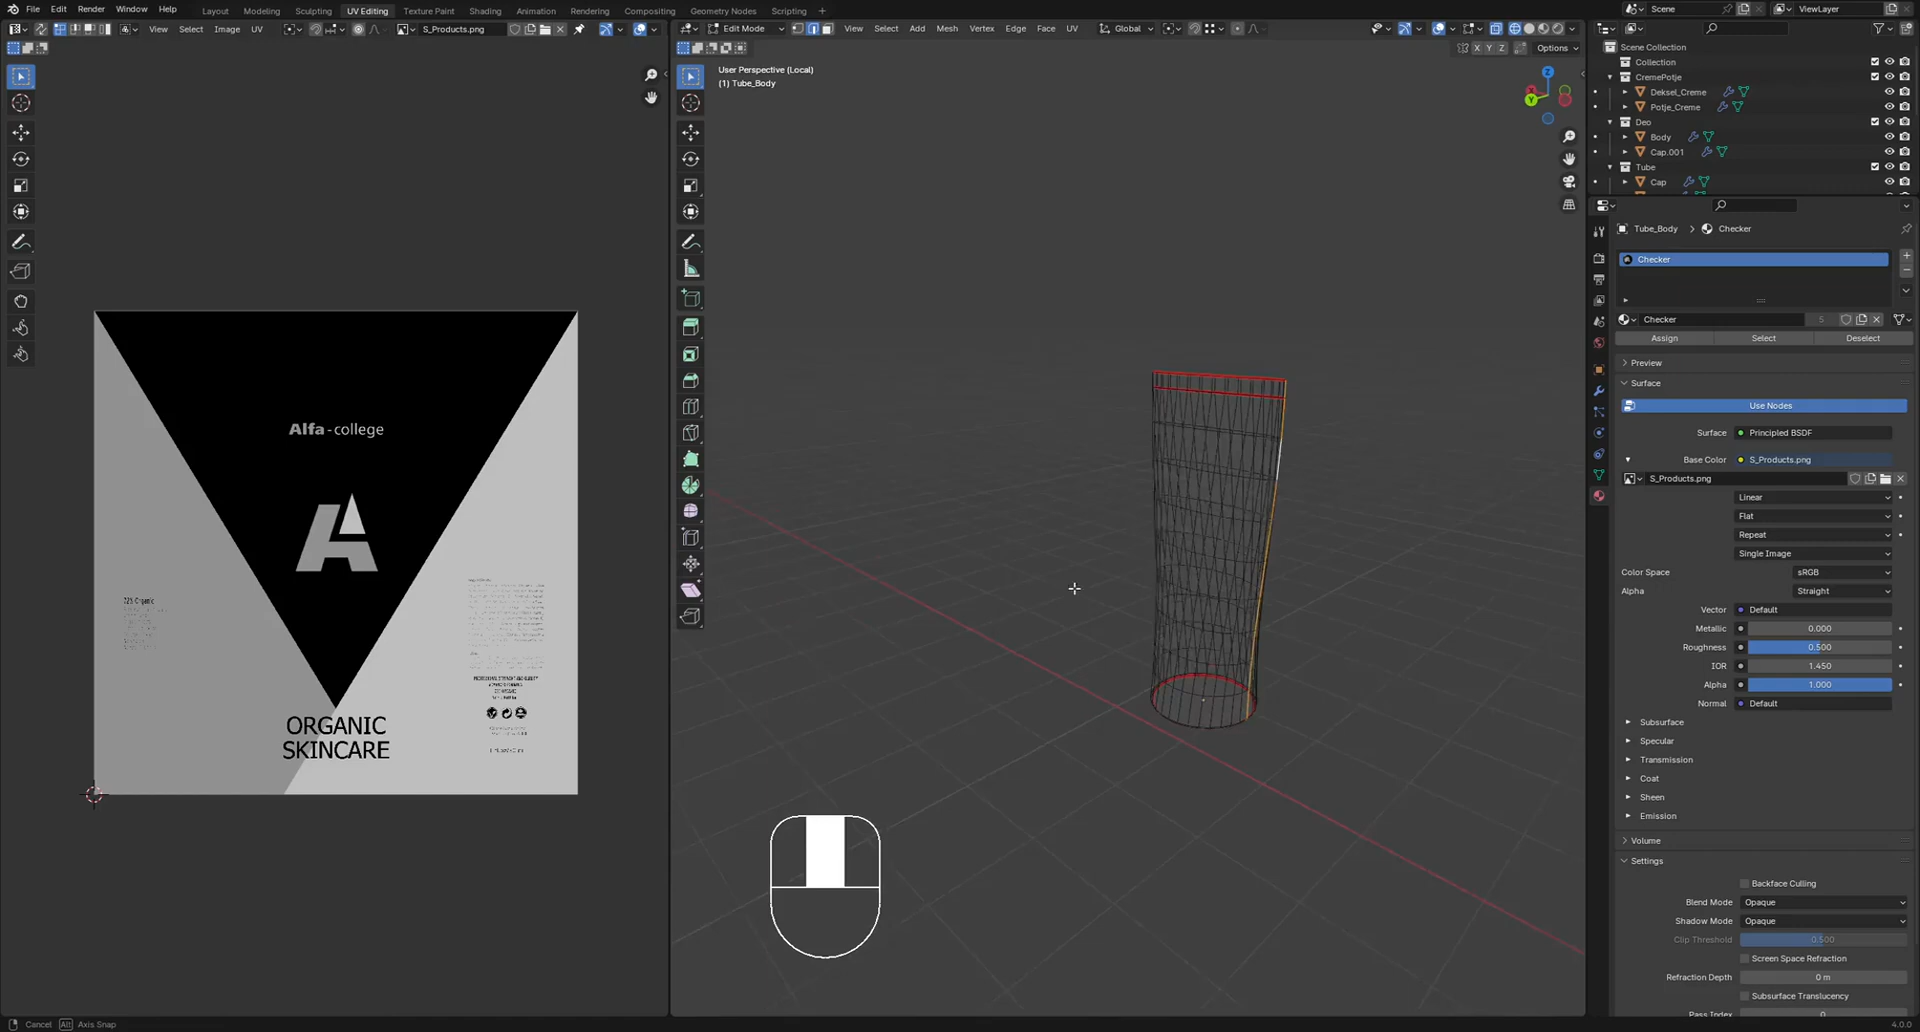 File Edit Render Window Help
Layout Modeling Sculpting UV Editing Texture Paint Shading Animation Rendering Compositing Geometry Nodes Scripting +
Scene
ViewLayer
View Select Image UV
S_Products.png
Edit Mode
View Select Add Mesh Vertex Edge Face UV
Global
X Y Z
Options
User Perspective (Local)
(1) Tube_Body
Z
Y
Scene Collection
Collection
CremePotje
Deksel_Creme
Potje_Creme
Deo
Body
Cap.001
Tube
Cap
Tube_Body > Checker
Checker
Checker
5
Assign Select Deselect
Preview
Surface
Use Nodes
Surface Principled BSDF
Base Color S_Products.png
S_Products.png
Linear
Flat
Repeat
Single Image
Color Space sRGB
Alpha Straight
Vector Default
Metallic 0.000
Roughness 0.500
IOR 1.450
Alpha 1.000
Normal Default
Subsurface
Specular
Transmission
Coat
Sheen
Emission
Volume
Settings
Backface Culling
Blend Mode Opaque
Shadow Mode Opaque
Clip Threshold 0.500
Screen Space Refraction
Refraction Depth 0 m
Subsurface Translucency
Pass Index 0
Alfa-college
A
22% Organic
ORGANIC
SKINCARE
Cancel Alt Axis Snap
4.0.0